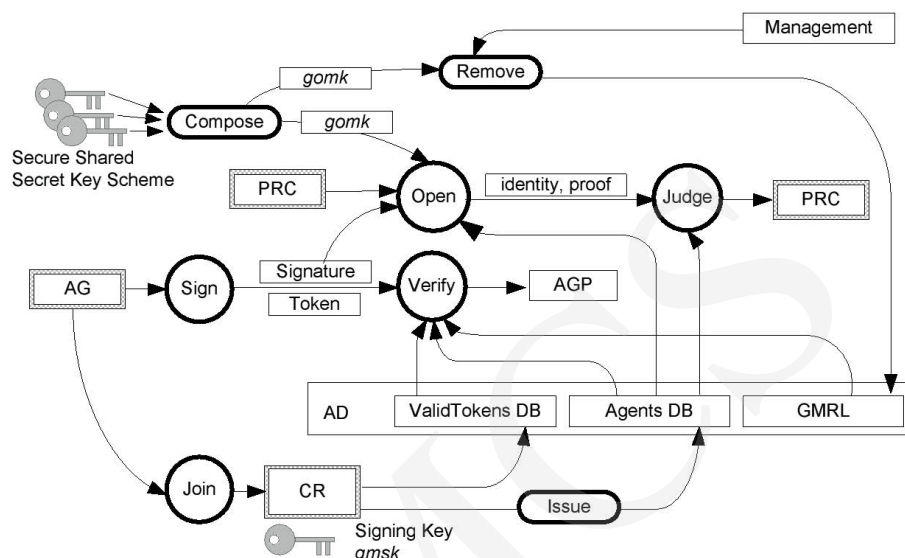 Management
gomk
Remove
Compose
gomk
Secure Shared
Secret Key Scheme
PRC
Open
identity, proof
Judge
PRC
AG
Sign
Signature
Token
Verify
AGP
AD
ValidTokens DB
Agents DB
GMRL
Join
CR
Issue
Signing Key
gmsk
MCS